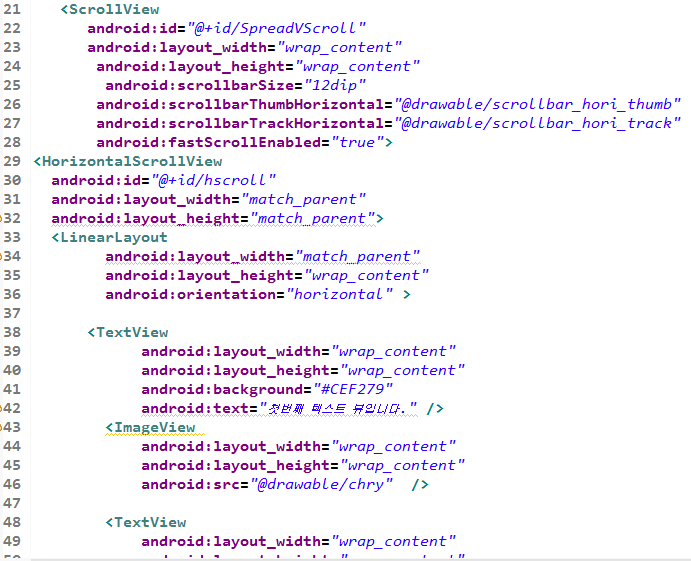 21 <ScrollView
22 android:id="@+id/SpreadVScroll"
23 android:layout_width="wrap_content"
24 android:layout_height="wrap_content"
25 android:scrollbarSize="12dip"
26 android:scrollbarThumbHorizontal="@drawable/scrollbar_hori_thumb"
27 android:scrollbarTrackHorizontal="@drawable/scrollbar_hori_track"
28 android:fastScrollEnabled="true">
29 <HorizontalScrollView
30 android:id="@+id/hscroll"
31 android:layout_width="match_parent"
32 android:layout_height="match_parent">
33 <LinearLayout
34 android:layout_width="match_parent"
35 android:layout_height="wrap_content"
36 android:orientation="horizontal" >
37
38 <TextView
39 android:layout_width="wrap_content"
40 android:layout_height="wrap_content"
41 android:background="#CEF279"
42 android:text="첫번째 텍스트 뷰입니다." />
43 <ImageView
44 android:layout_width="wrap_content"
45 android:layout_height="wrap_content"
46 android:src="@drawable/chry" />
47
48 <TextView
49 android:layout_width="wrap_content"